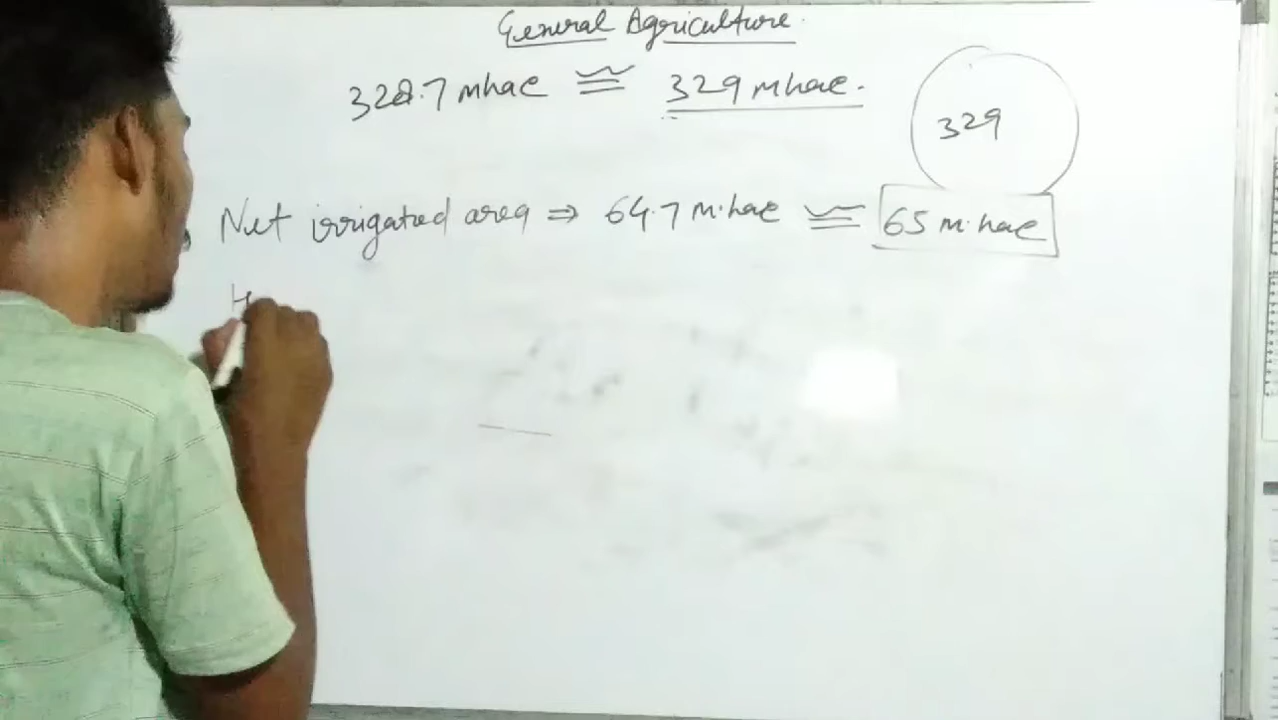 General Agriculture
328.7 mhac ≅ 329 mhac.
329
Net irrigated area ⇒ 64.7 m.hac ≅ 65 m.hac
H